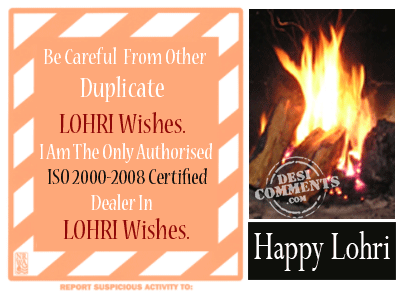 Be Careful From Other
Duplicate
LOHRI Wishes.
I Am The Only Authorised
ISO 2000-2008 Certified
Dealer In
LOHRI Wishes.
REPORT SUSPICIOUS ACTIVITY TO:
DESI
COMMENTS
.COM
Happy Lohri